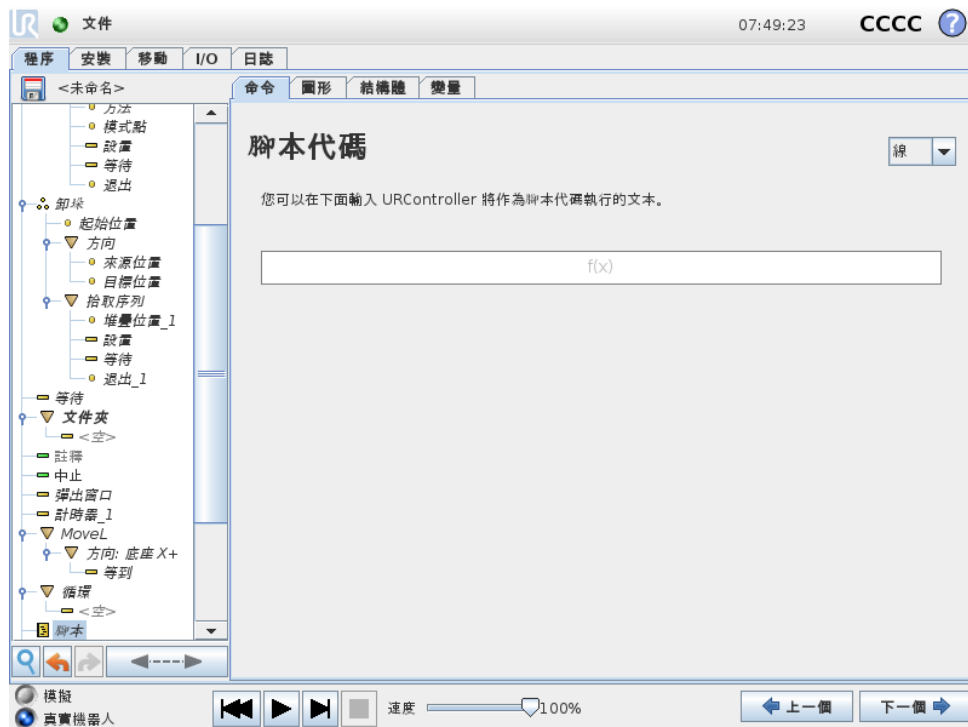 UR 文件 07:49:23 CCCC ?
程序 安裝 移動 I/O 日誌
<未命名>
命令 圖形 結構體 變量
方法
模式點
設置
等待
退出
卸垛
起始位置
方向
來源位置
目標位置
拾取序列
堆疊位置_1
設置
等待
退出_1
等待
文件夾
<空>
註釋
中止
彈出窗口
計時器_1
MoveL
方向: 底座 X+
等到
循環
<空>
腳本
腳本代碼
線
您可以在下面輸入 URController 將作為腳本代碼執行的文本。
f(x)
模擬
真實機器人
速度 100%
上一個 下一個